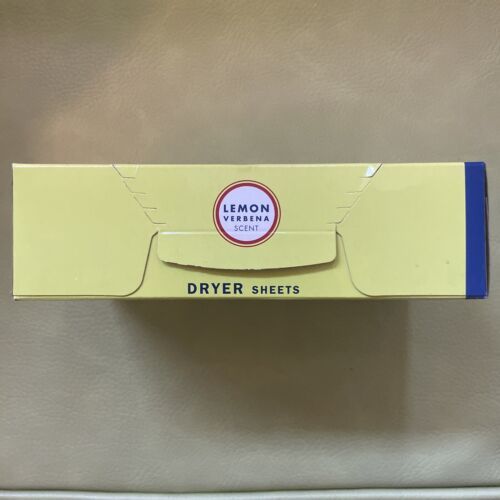 LEMON
VERBENA
SCENT
DRYER SHEETS